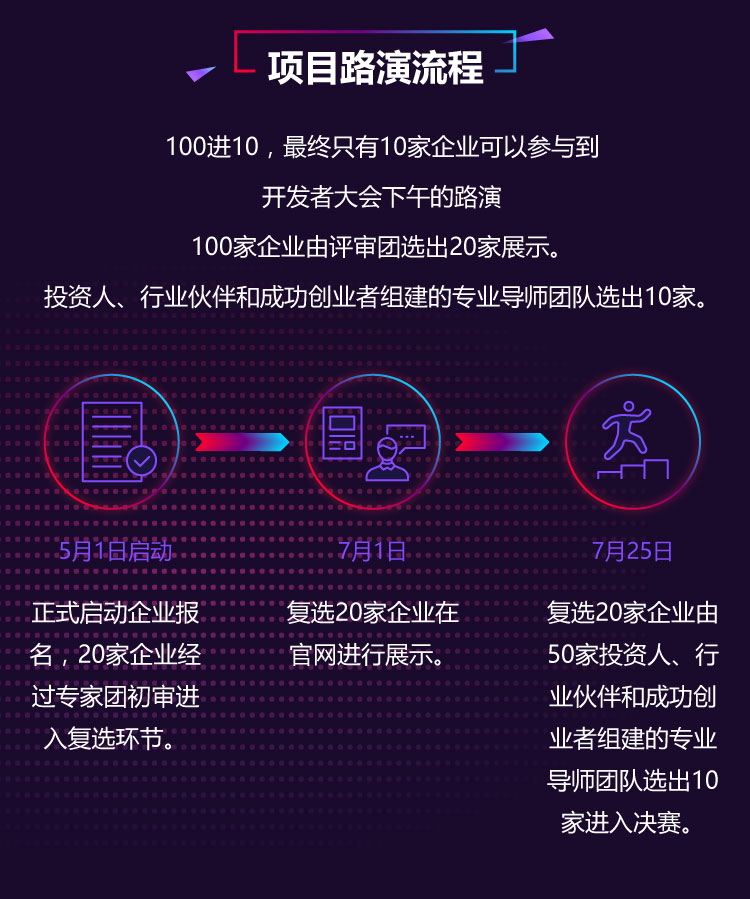 项目路演流程
100进10，最终只有10家企业可以参与到
开发者大会下午的路演
100家企业由评审团选出20家展示。
投资人、行业伙伴和成功创业者组建的专业导师团队选出10家。
5月1日启动
正式启动企业报
名，20家企业经
过专家团初审进
入复选环节。
7月1日
复选20家企业在
官网进行展示。
7月25日
复选20家企业由
50家投资人、行
业伙伴和成功创
业者组建的专业
导师团队选出10
家进入决赛。